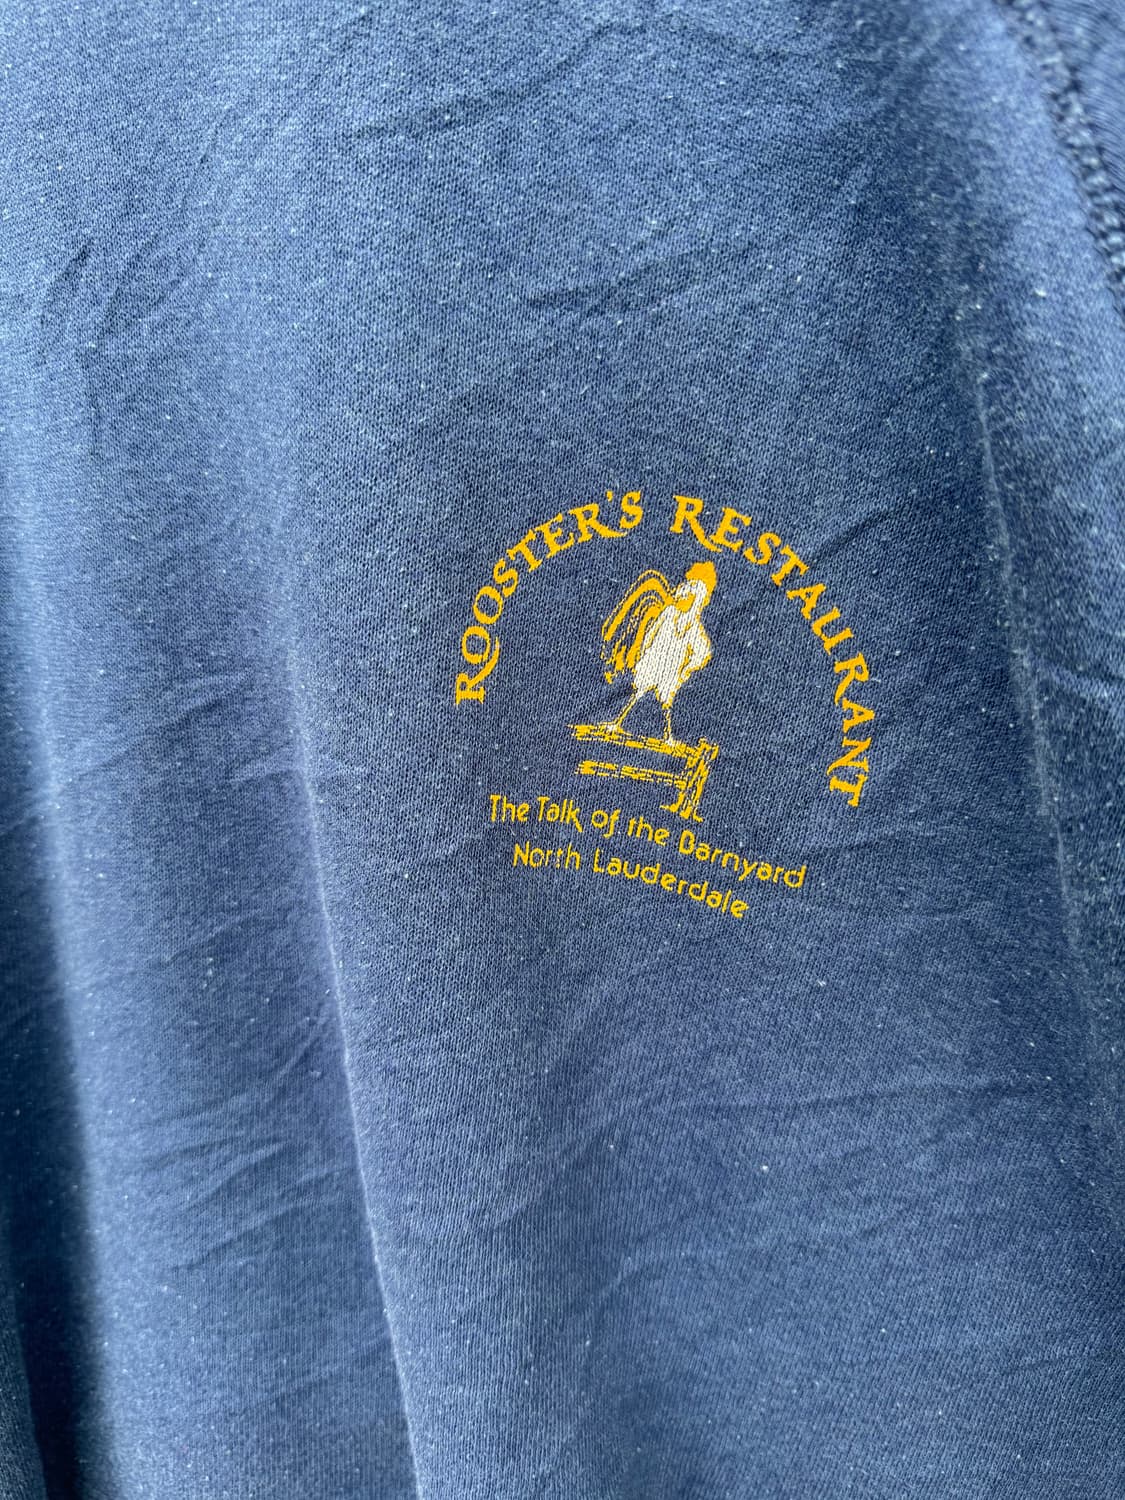 ROOSTER'S RESTAURANT
The Talk of the Barnyard
North Lauderdale